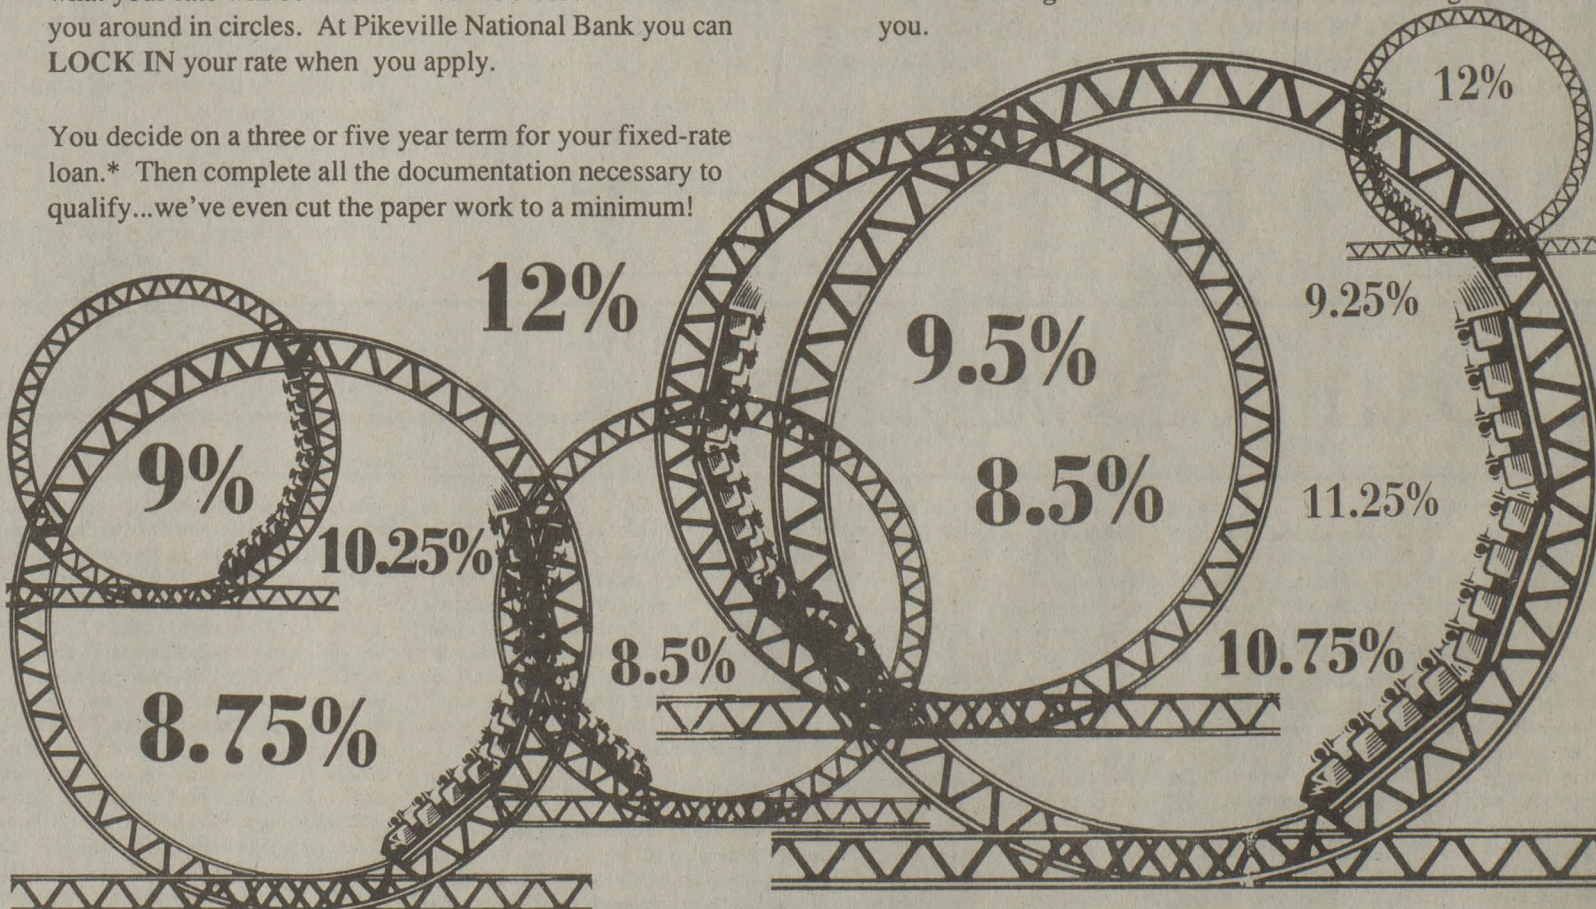 you around in circles. At Pikeville National Bank you can
LOCK IN your rate when you apply.
You decide on a three or five year term for your fixed-rate
loan.* Then complete all the documentation necessary to
qualify...we've even cut the paper work to a minimum!
you.
12%
12%
9.25%
9.5%
9%
8.5%
11.25%
10.25%
8.5%
10.75%
8.75%